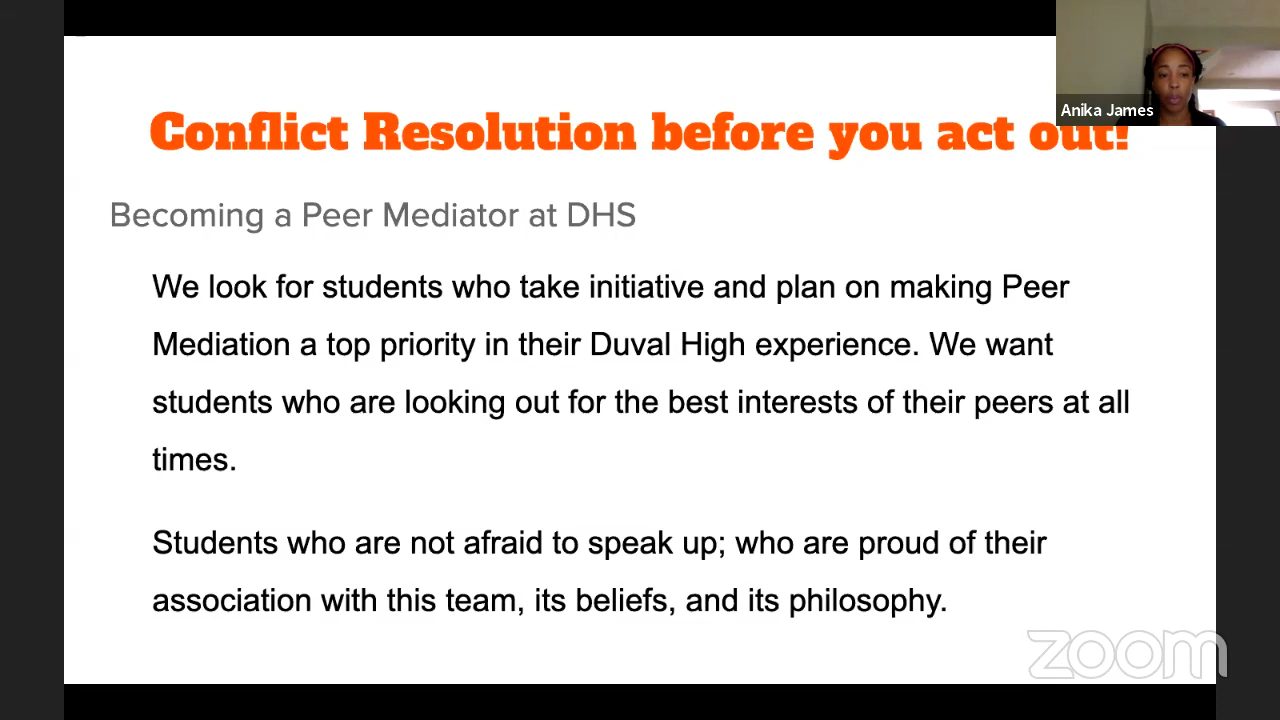 Conflict Resolution before you act out!
Anika James
Becoming a Peer Mediator at DHS
We look for students who take initiative and plan on making Peer
Mediation a top priority in their Duval High experience. We want
students who are looking out for the best interests of their peers at all
times.
Students who are not afraid to speak up; who are proud of their
association with this team, its beliefs, and its philosophy.
zoom